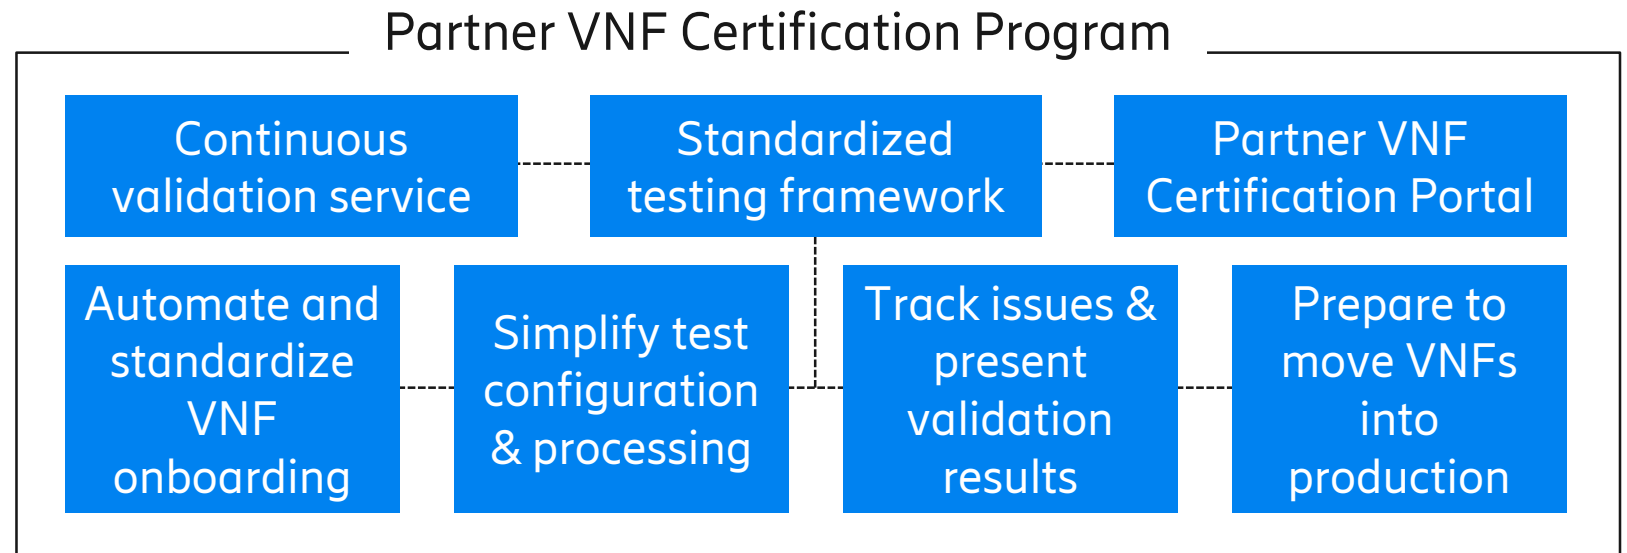 Partner VNF Certification Program
Continuous
validation service
Standardized
testing framework
Partner VNF
Certification Portal
Automate and
standardize
VNF
onboarding
Simplify test
configuration
& processing
Track issues &
present
validation
results
Prepare to
move VNFs
into
production